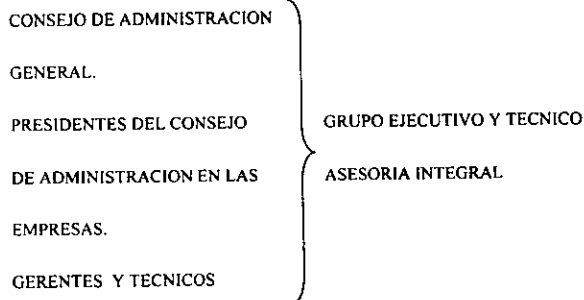 CONSEJO DE ADMINISTRACION
GENERAL.
PRESIDENTES DEL CONSEJO
DE ADMINISTRACION EN LAS
EMPRESAS.
GERENTES Y TECNICOS
GRUPO EJECUTIVO Y TECNICO
ASESORIA INTEGRAL